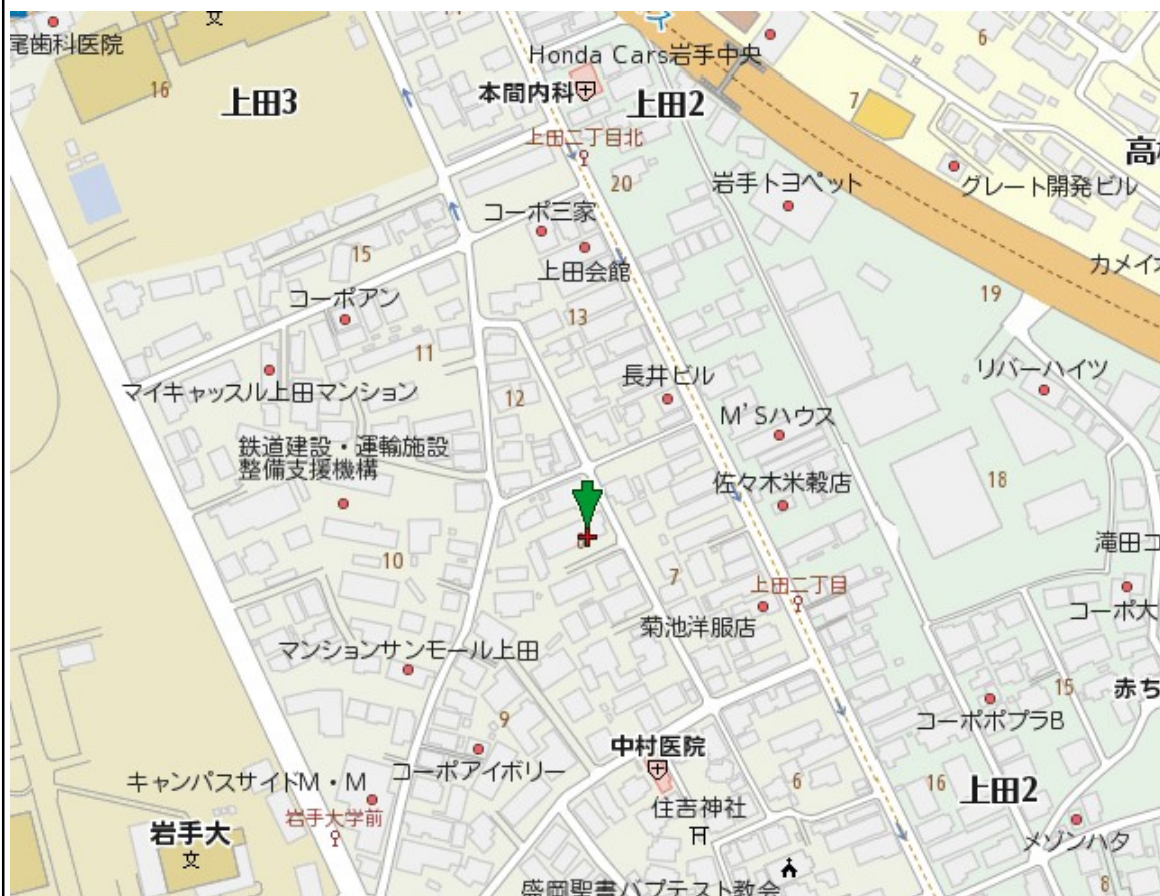 尾歯科医院
16
上田3
本間内科
Honda Cars岩手中央
上田2
上田二丁目北
20
7
6
高
岩手トヨペット
グレート開発ビル
カメイ
コーポ三家
上田会館
15
コーポアン
13
19
11
マイキャッスル上田マンション
12
長井ビル
リバーハイツ
M'Sハウス
鉄道建設・運輸施設
整備支援機構
佐々木米穀店
18
10
7
滝田コ
上田二丁目
コーポ大
菊池洋服店
マンションサンモール上田
15
赤ち
コーポポプラB
9
中村医院
コーポアイボリー
キャンパスサイドM・M
6
16
上田2
岩手大学前
住吉神社
岩手大
メゾンハタ
盛岡聖書バプテスト教会
8